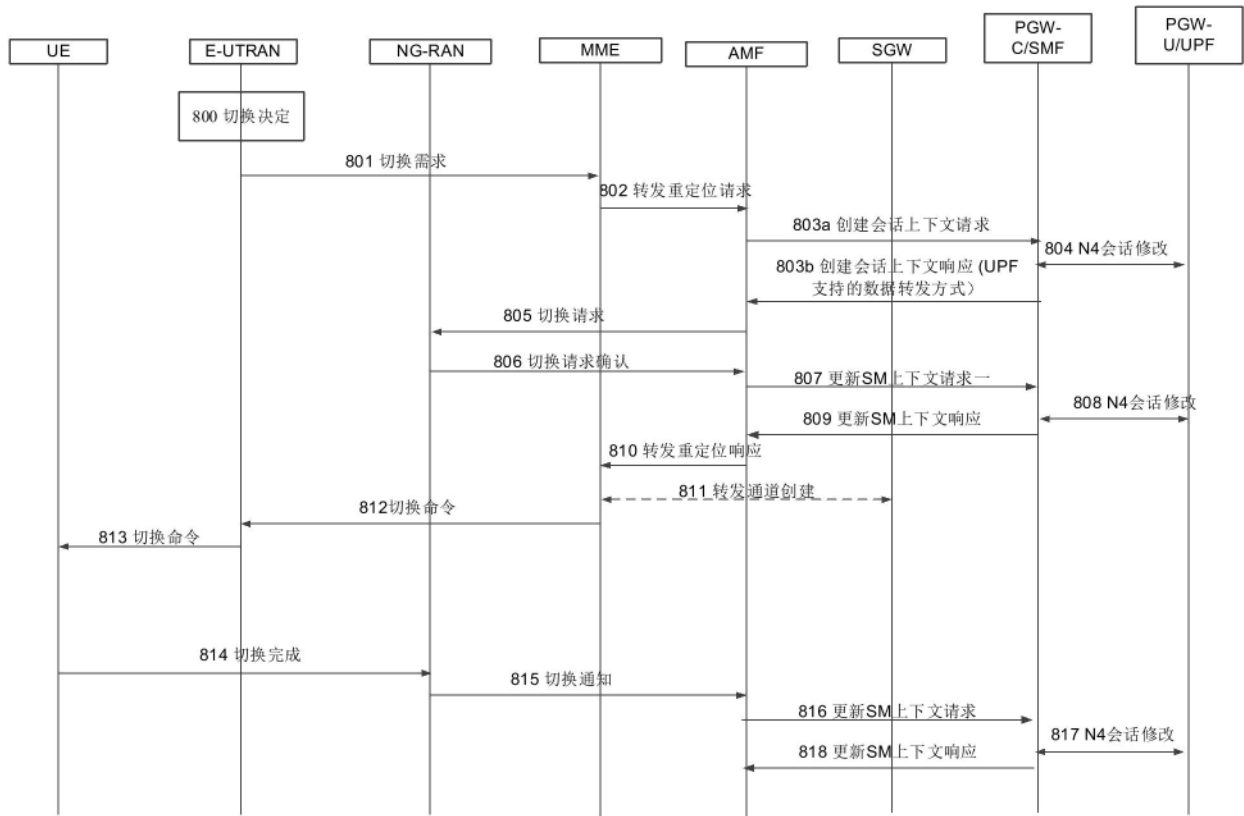 UE
E-UTRAN
NG-RAN
MME
AMF
SGW
PGW-
C/SMF
PGW-
U/UPF
800 切换决定
801 切换需求
802 转发重定位请求
803a 创建会话上下文请求
804 N4会话修改
803b 创建会话上下文响应 (UPF
支持的数据转发方式）
805 切换请求
806 切换请求确认
807 更新SM上下文请求一
808 N4会话修改
809 更新SM上下文响应
810 转发重定位响应
811 转发通道创建
812切换命令
813 切换命令
814 切换完成
815 切换通知
816 更新SM上下文请求
817 N4会话修改
818 更新SM上下文响应